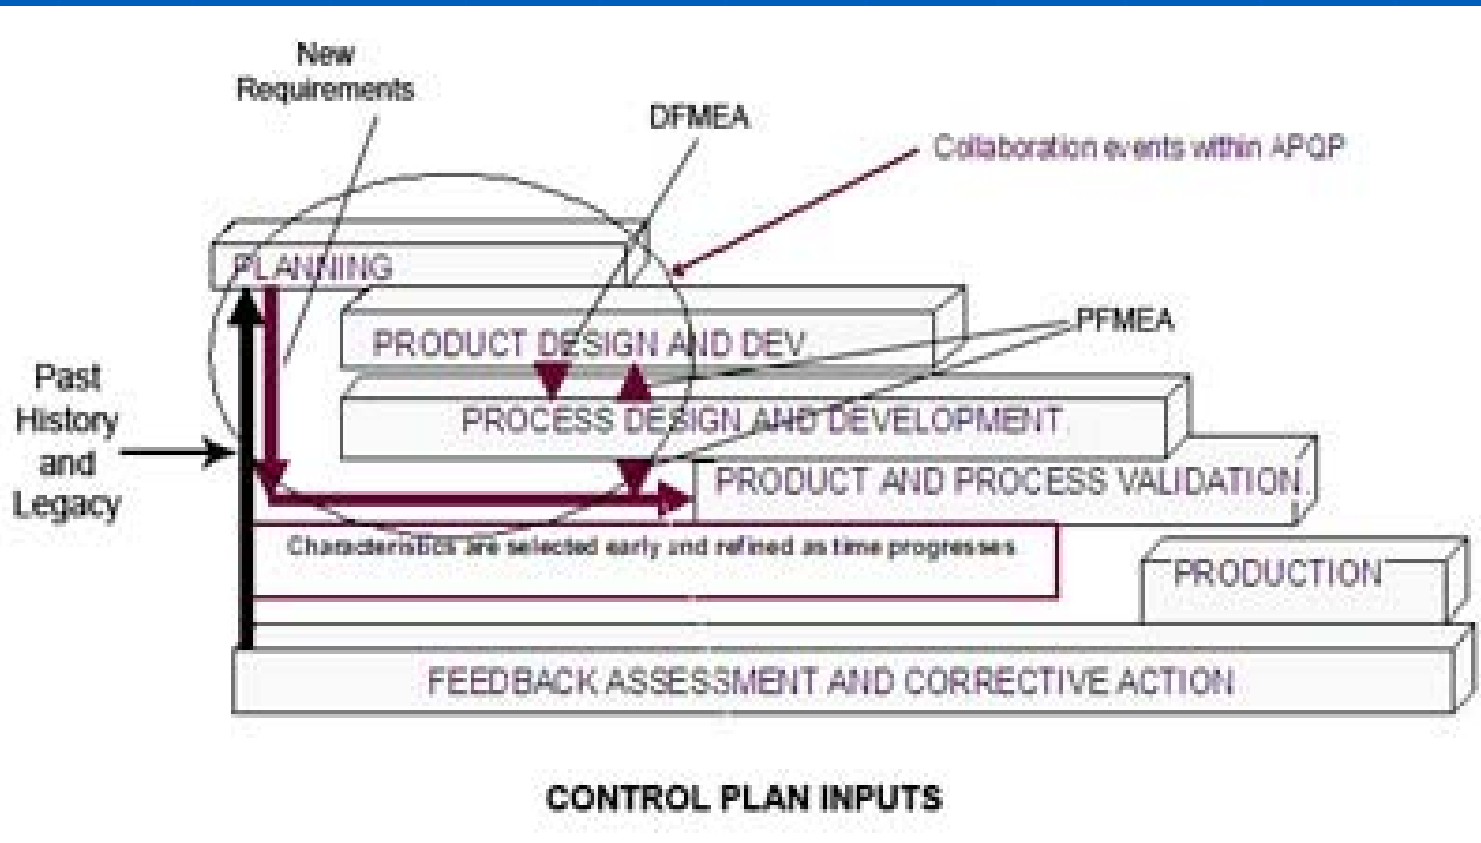 New
Requirements
DFMEA
Collaboration events within APQP
PLANNING
PRODUCT DESIGN AND DEV
PFMEA
Past
History
and
Legacy
PROCESS DESIGN AND DEVELOPMENT
PRODUCT AND PROCESS VALIDATION
Characteristics are selected early and refined as time progresses
PRODUCTION
FEEDBACK ASSESSMENT AND CORRECTIVE ACTION
CONTROL PLAN INPUTS